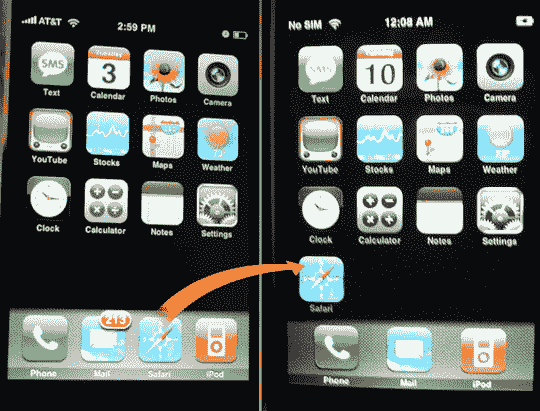 AT&T 2:59 PM
SMS
Text Calendar Photos Camera
Tuesday
3
YouTube Stocks Maps Weather
Clock Calculator Notes Settings
213
Phone Mail Safari iPod
No SIM 12:08 AM
SMS
Text Calendar Photos Camera
10
YouTube Stocks Maps Weather
Clock Calculator Notes Settings
Safari
Phone Mail iPod